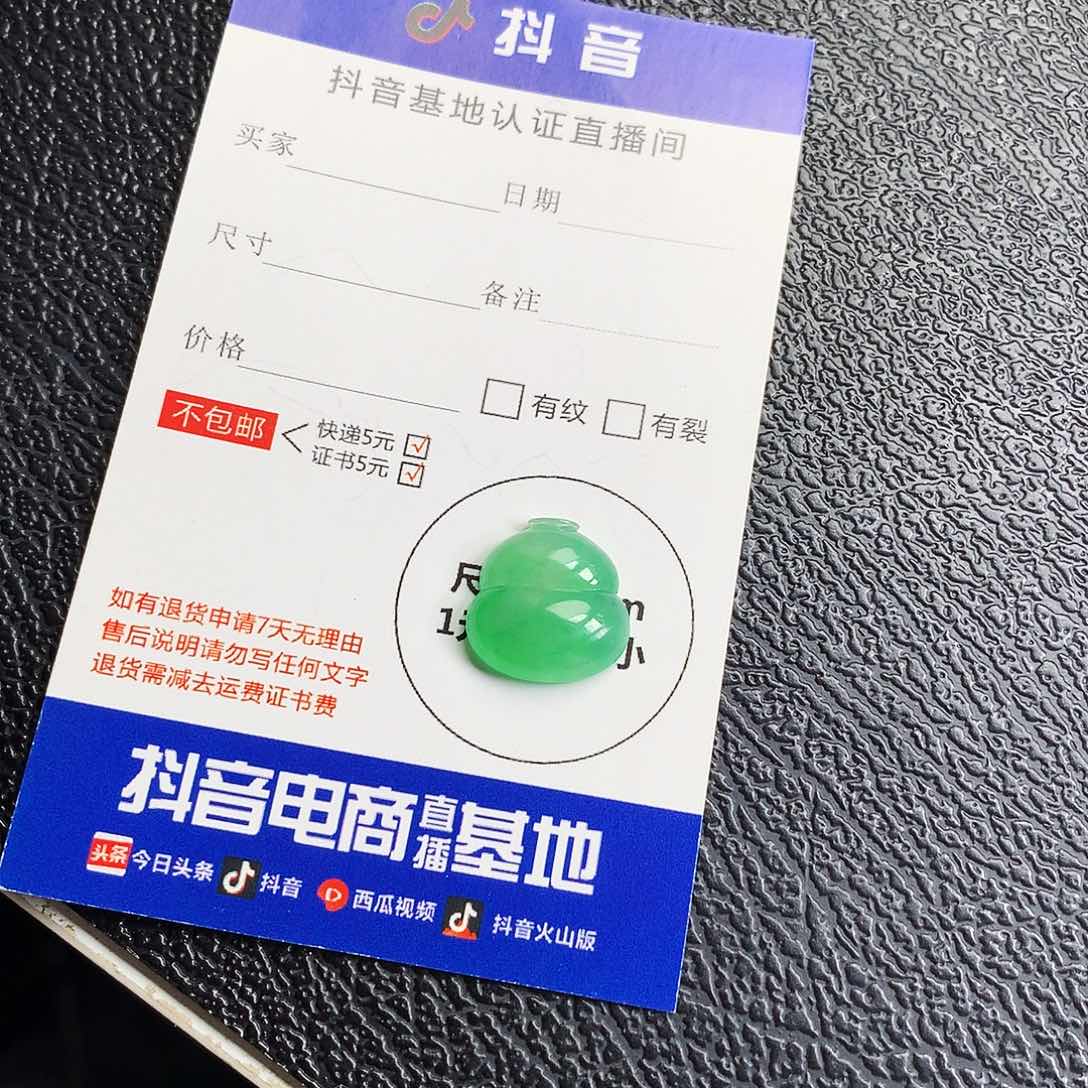 抖音
抖音基地认证直播间
买家
日期
尺寸
备注
价格
有纹
有裂
不包邮
快递5元
证书5元
尺 m
1 小
如有退货申请7天无理由
售后说明请勿写任何文字
退货需减去运费证书费
抖音电商直播基地
头条 今日头条 抖音 西瓜视频 抖音火山版